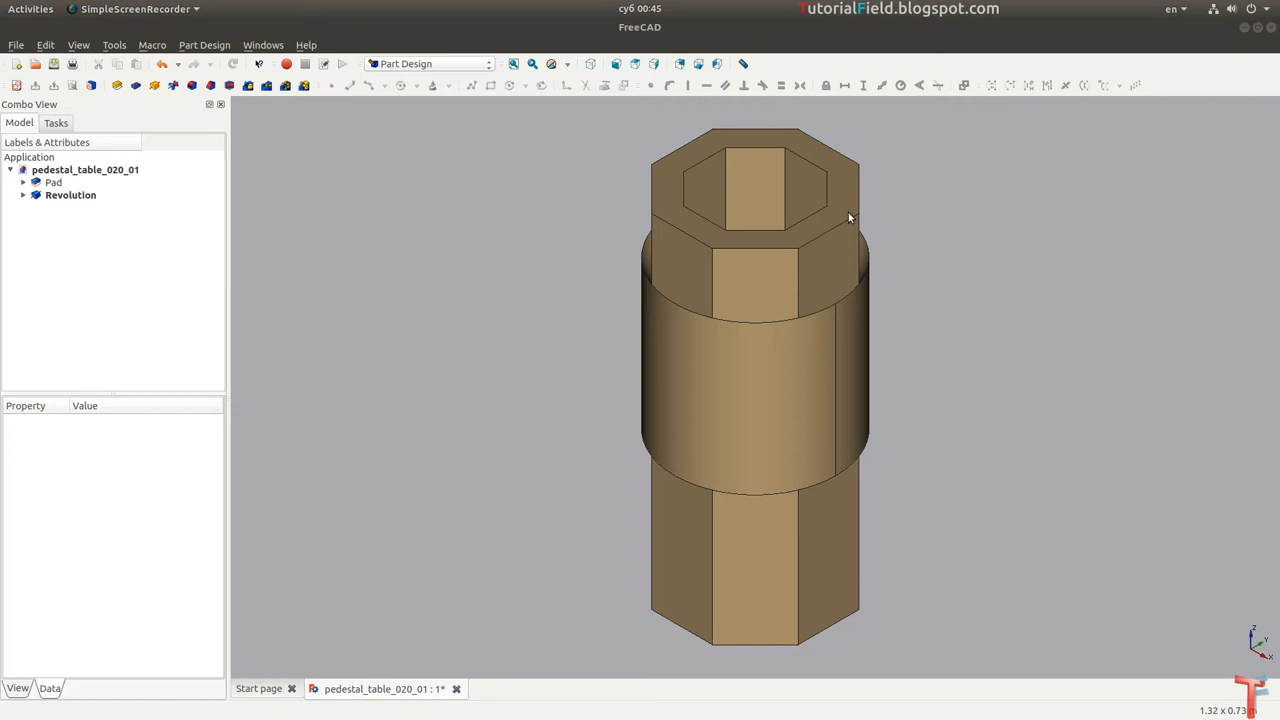 Activities SimpleScreenRecorder суб 00:45 TutorialField.blogspot.com en
FreeCAD
File Edit View Tools Macro Part Design Windows Help
Part Design
Combo View
Model Tasks
Labels & Attributes
Application
pedestal_table_020_01
Pad
Revolution
Property Value
Z
Y
X
View Data Start page pedestal_table_020_01 : 1*
TF
1.32 x 0.73